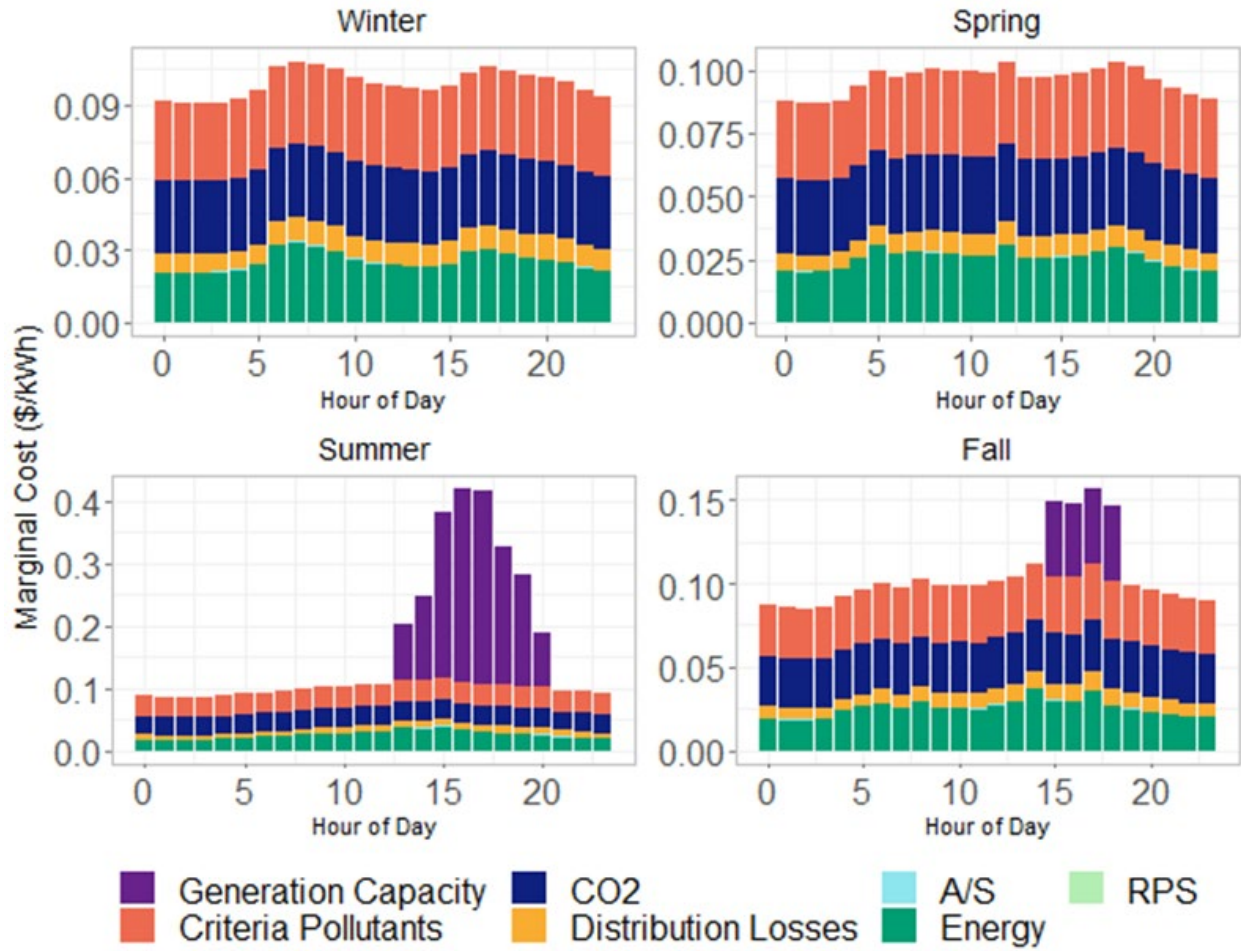 Winter
Spring
0.09
0.06
0.03
0.00
0.100
0.075
0.050
0.025
0.000
0 5 10 15 20
0 5 10 15 20
Hour of Day
Hour of Day
Marginal Cost ($/kWh)
Summer
Fall
0.4
0.3
0.2
0.1
0.0
0.15
0.10
0.05
0.00
0 5 10 15 20
0 5 10 15 20
Hour of Day
Hour of Day
Generation Capacity CO2 A/S RPS
Criteria Pollutants Distribution Losses Energy